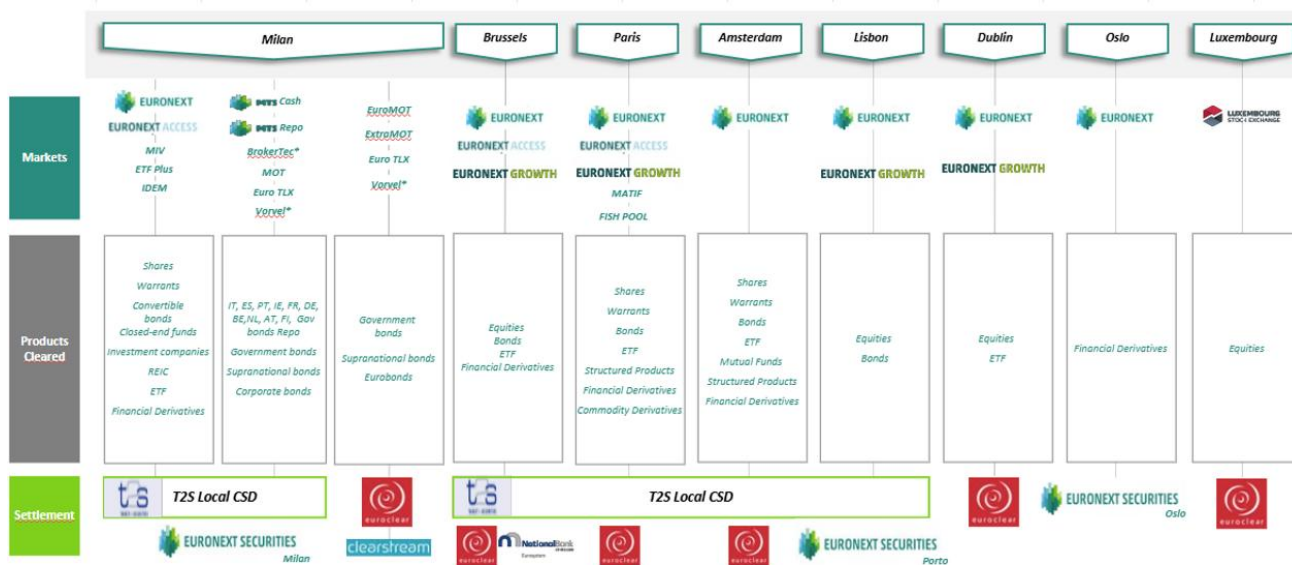 Milan
Brussels
Paris
Amsterdam
Lisbon
Dublin
Oslo
Luxembourg
Markets
EURONEXT
EURONEXT ACCESS
MIV
ETF Plus
IDEM
MTS Cash
MTS Repo
BrokerTec*
MOT
Euro TLX
Vorvel*
EuroMOT
ExtraMOT
Euro TLX
Vorvel*
EURONEXT
EURONEXT ACCESS
EURONEXT GROWTH
EURONEXT
EURONEXT ACCESS
EURONEXT GROWTH
MATIF
FISH POOL
EURONEXT
EURONEXT
EURONEXT GROWTH
EURONEXT
EURONEXT GROWTH
EURONEXT
LUXEMBOURG
STOCK EXCHANGE
Products
Cleared
Shares
Warrants
Convertible
bonds
Closed-end funds
Investment companies
REIC
ETF
Financial Derivatives
IT, ES, PT, IE, FR, DE,
BE,NL, AT, FI, Gov
bonds Repo
Government bonds
Supranational bonds
Corporate bonds
Government
bonds
Supranational bonds
Eurobonds
Equities
Bonds
ETF
Financial Derivatives
Shares
Warrants
Bonds
ETF
Structured Products
Financial Derivatives
Commodity Derivatives
Shares
Warrants
Bonds
ETF
Mutual Funds
Structured Products
Financial Derivatives
Equities
Bonds
Equities
ETF
Financial Derivatives
Equities
Settlement
T2S Local CSD
EURONEXT SECURITIES
Milan
euroclear
clearstream
T2S Local CSD
euroclear
NationalBank
Eurosystem
euroclear
euroclear
EURONEXT SECURITIES
Porto
euroclear
EURONEXT SECURITIES
Oslo
euroclear